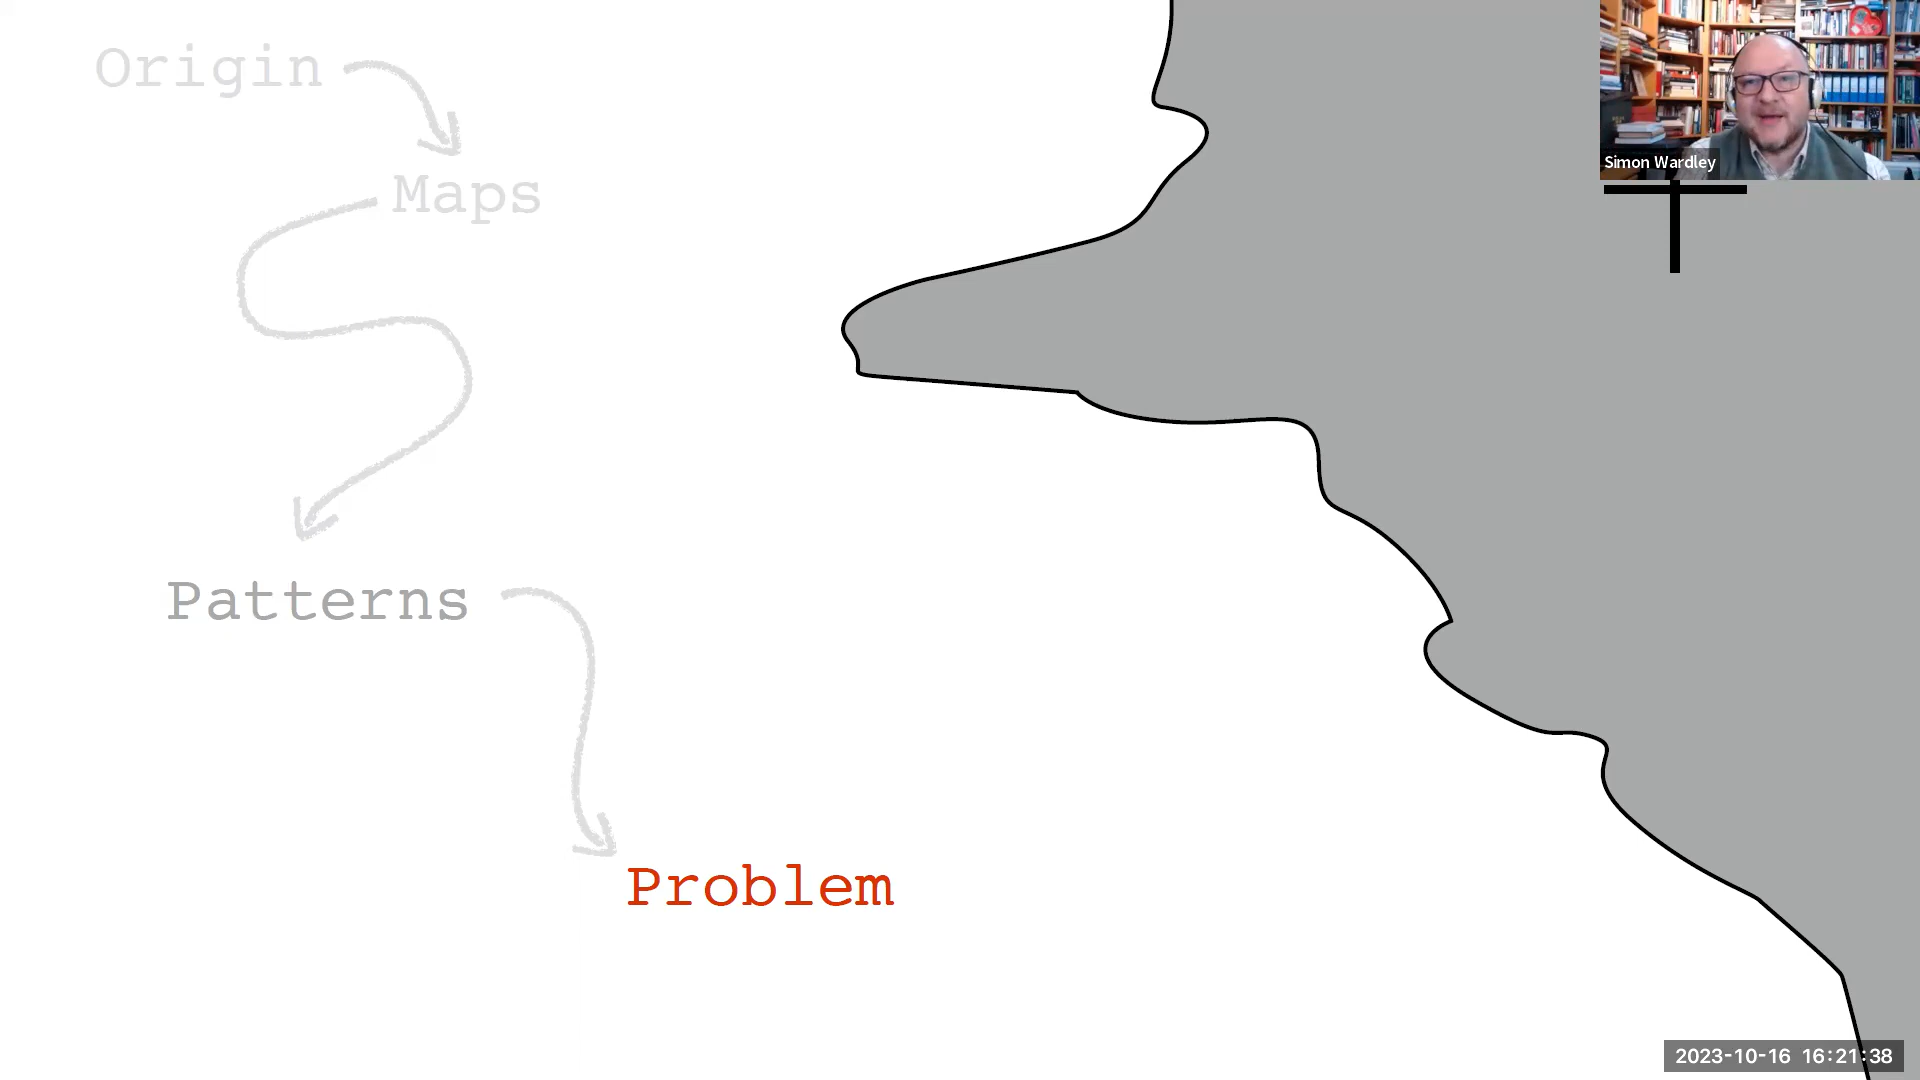 Origin
Maps
Simon Wardley
Patterns
Problem
2023-10-16 16:21:38